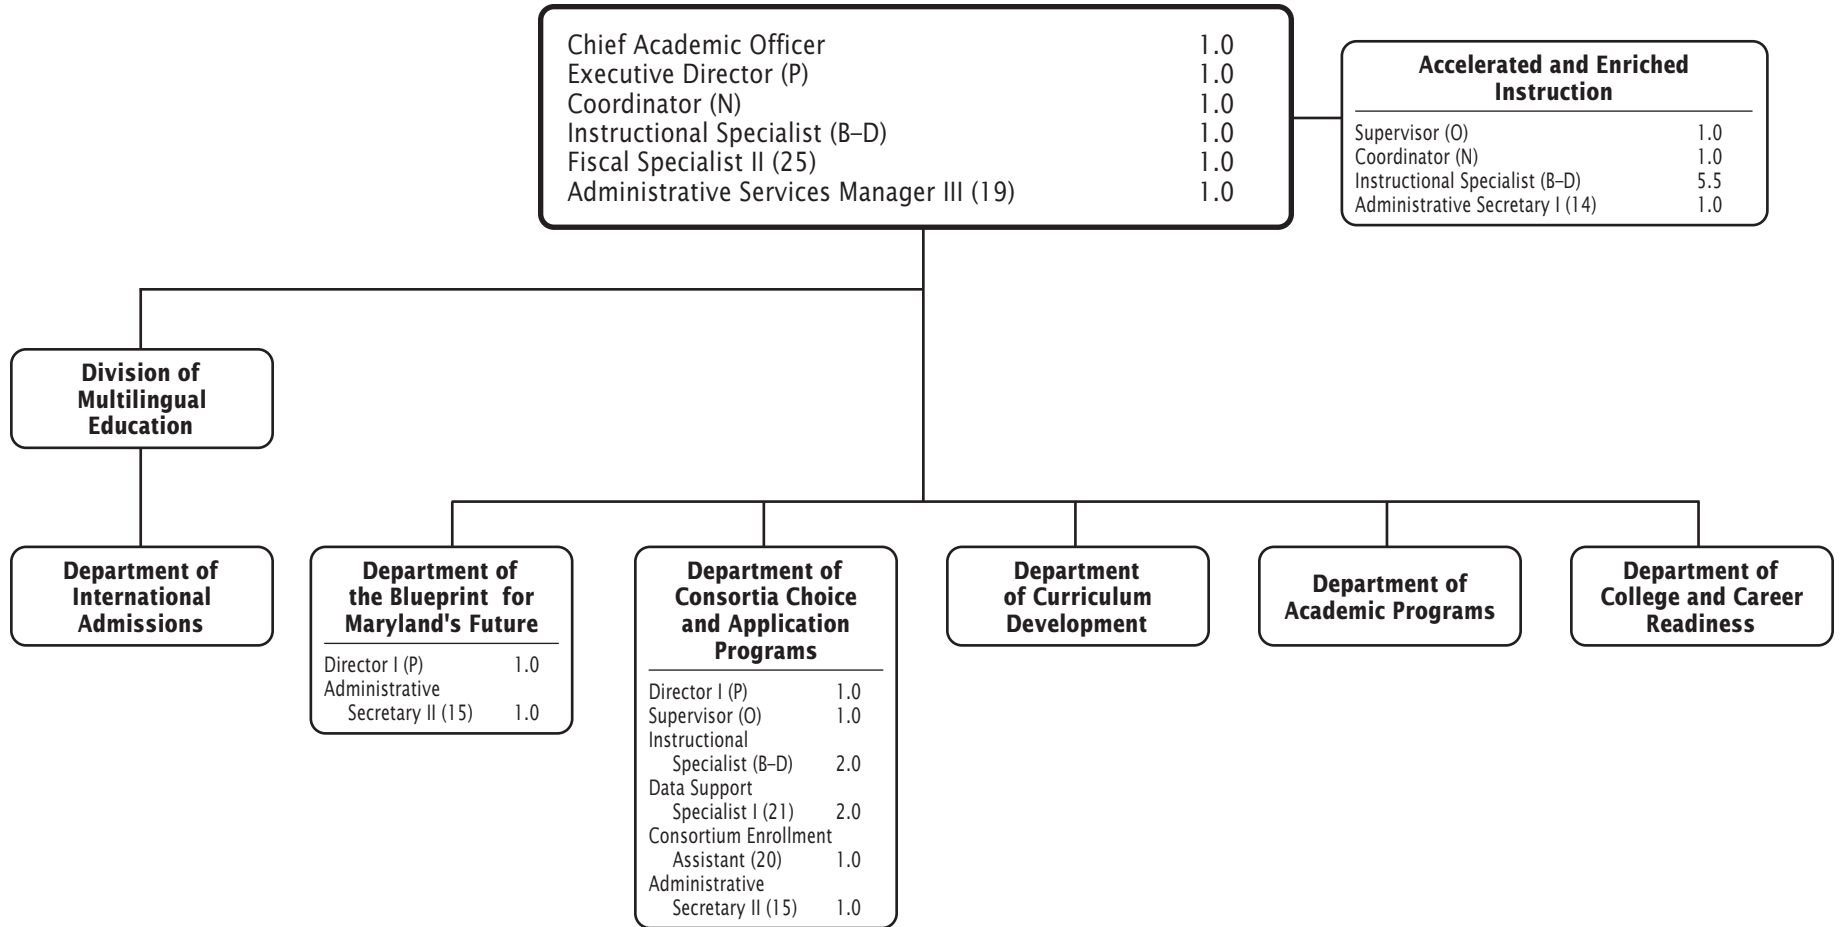 Chief Academic Officer 1.0
Executive Director (P) 1.0
Coordinator (N) 1.0
Instructional Specialist (B–D) 1.0
Fiscal Specialist II (25) 1.0
Administrative Services Manager III (19) 1.0
Accelerated and Enriched
Instruction
Supervisor (O) 1.0
Coordinator (N) 1.0
Instructional Specialist (B–D) 5.5
Administrative Secretary I (14) 1.0
Division of
Multilingual
Education
Department of
International
Admissions
Department of
the Blueprint for
Maryland's Future
Director I (P) 1.0
Administrative
Secretary II (15) 1.0
Department of
Consortia Choice
and Application
Programs
Director I (P) 1.0
Supervisor (O) 1.0
Instructional
Specialist (B–D) 2.0
Data Support
Specialist I (21) 2.0
Consortium Enrollment
Assistant (20) 1.0
Administrative
Secretary II (15) 1.0
Department
of Curriculum
Development
Department of
Academic Programs
Department of
College and Career
Readiness